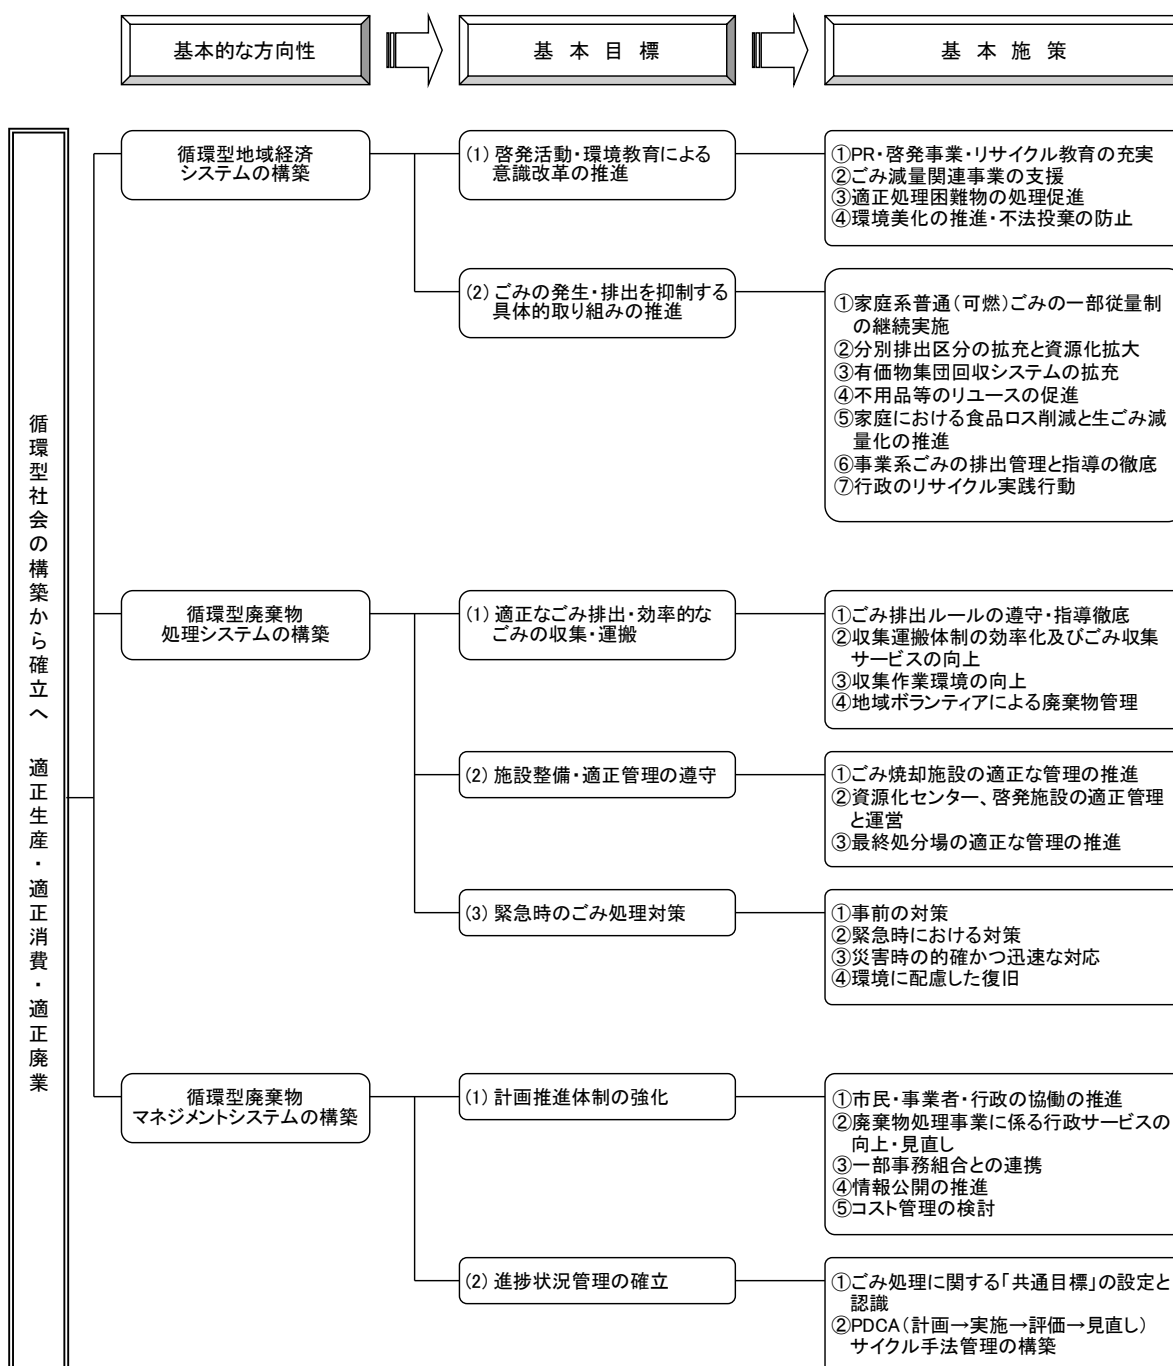 基本的な方向性
基本目標
基本施策
循環型社会の構築から確立へ　適正生産・適正消費・適正廃業
循環型地域経済
システムの構築
(1) 啓発活動・環境教育による
意識改革の推進
①PR・啓発事業・リサイクル教育の充実
②ごみ減量関連事業の支援
③適正処理困難物の処理促進
④環境美化の推進・不法投棄の防止
(2) ごみの発生・排出を抑制する
具体的取り組みの推進
①家庭系普通(可燃)ごみの一部従量制
の継続実施
②分別排出区分の拡充と資源化拡大
③有価物集団回収システムの拡充
④不用品等のリユースの促進
⑤家庭における食品ロス削減と生ごみ減
量化の推進
⑥事業系ごみの排出管理と指導の徹底
⑦行政のリサイクル実践行動
循環型廃棄物
処理システムの構築
(1) 適正なごみ排出・効率的な
ごみの収集・運搬
①ごみ排出ルールの遵守・指導徹底
②収集運搬体制の効率化及びごみ収集
サービスの向上
③収集作業環境の向上
④地域ボランティアによる廃棄物管理
(2) 施設整備・適正管理の遵守
①ごみ焼却施設の適正な管理の推進
②資源化センター、啓発施設の適正管理
と運営
③最終処分場の適正な管理の推進
(3) 緊急時のごみ処理対策
①事前の対策
②緊急時における対策
③災害時の的確かつ迅速な対応
④環境に配慮した復旧
循環型廃棄物
マネジメントシステムの構築
(1) 計画推進体制の強化
①市民・事業者・行政の協働の推進
②廃棄物処理事業に係る行政サービスの
向上・見直し
③一部事務組合との連携
④情報公開の推進
⑤コスト管理の検討
(2) 進捗状況管理の確立
①ごみ処理に関する「共通目標」の設定と
認識
②PDCA(計画→実施→評価→見直し)
サイクル手法管理の構築